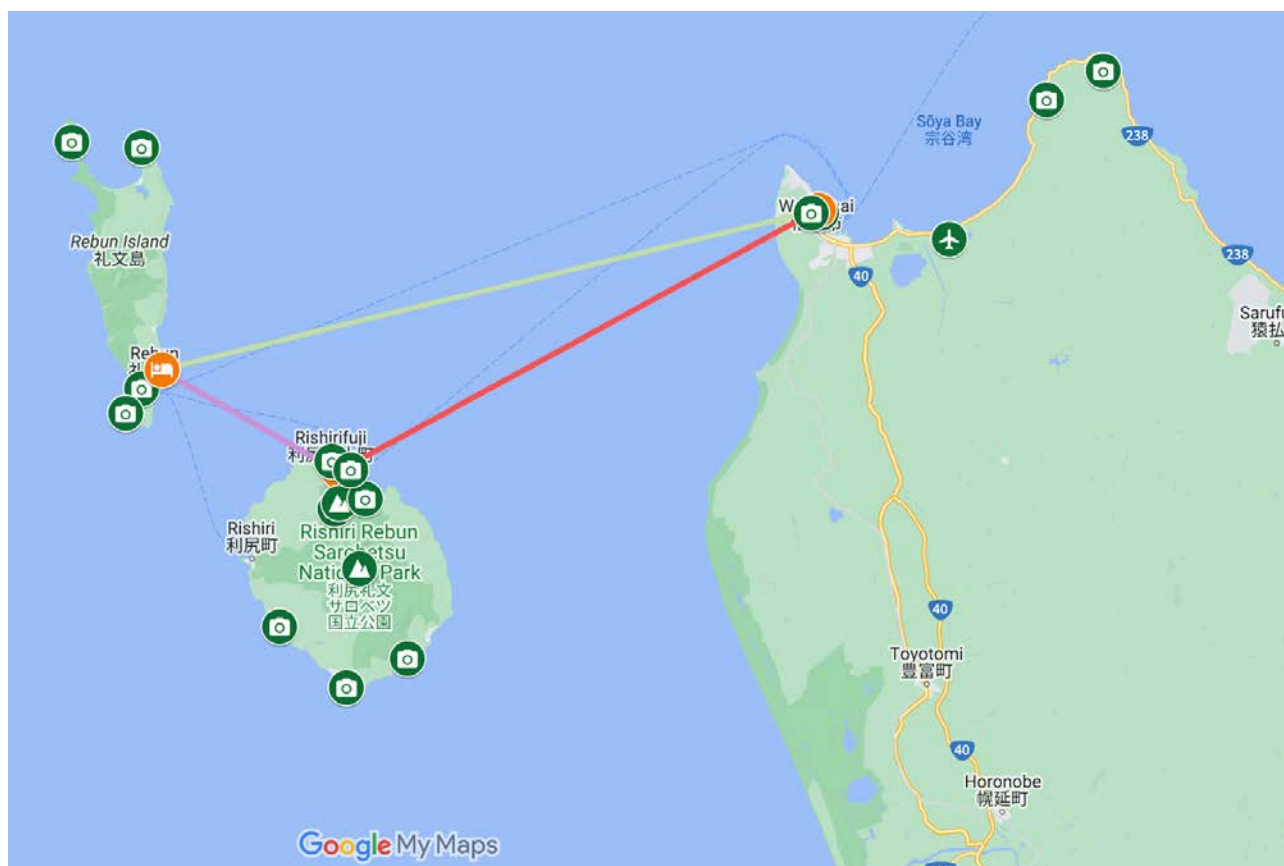 Sōya Bay
宗谷湾
238
Rebun Island
礼文島
40
238
Rishirifuji
Rishiri
利尻町
Rishiri Rebun
National Park
利尻礼文
サロベツ
国立公園
40
Toyotomi
豊富町
40
Horonobe
幌延町
Google My Maps